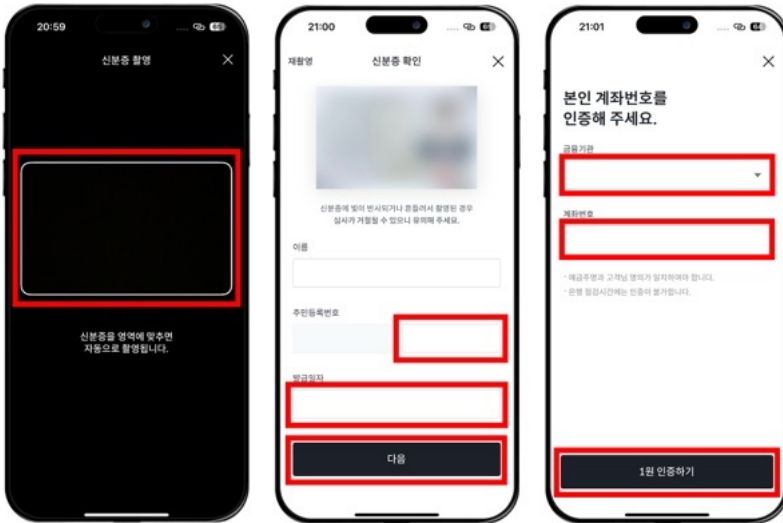 20:59
신분증 촬영
신분증을 영역에 맞추면
자동으로 촬영됩니다.
21:00
재촬영
신분증 확인
신분증에 빛이 반사되거나 흔들려서 촬영된 경우
심사가 거절될 수 있으니 유의해 주세요.
이름
주민등록번호
발급일자
다음
21:01
본인 계좌번호를
인증해 주세요.
금융기관
계좌번호
- 예금주명과 고객님 명의가 일치하여야 합니다.
- 은행 점검시간에는 인증이 불가합니다.
1원 인증하기